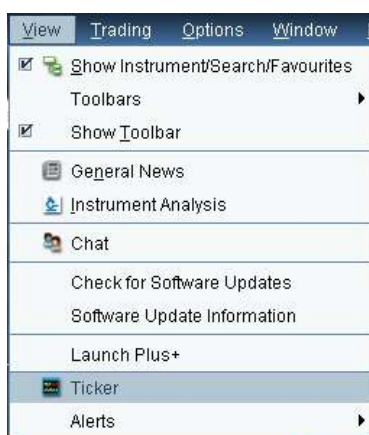 View Trading Options Window
Show Instrument/Search/Favourites
Toolbars
Show Toolbar
General News
Instrument Analysis
Chat
Check for Software Updates
Software Update Information
Launch Plus+
Ticker
Alerts